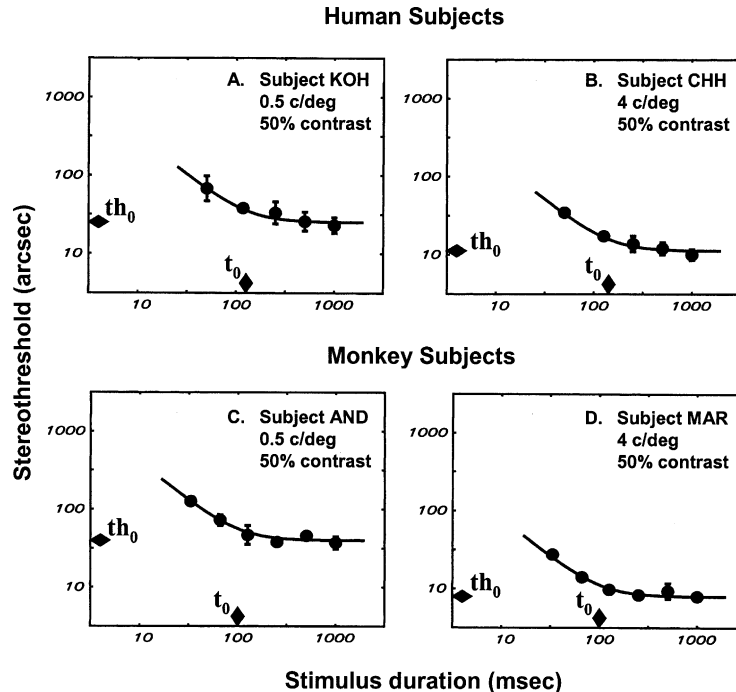 Human Subjects
Stereothreshold (arcsec)
A. Subject KOH
0.5 c/deg
50% contrast
1000
100
10
th0
t0
10
100
1000
B. Subject CHH
4 c/deg
50% contrast
1000
100
10
th0
t0
10
100
1000
Monkey Subjects
C. Subject AND
0.5 c/deg
50% contrast
1000
100
10
th0
t0
10
100
1000
D. Subject MAR
4 c/deg
50% contrast
1000
100
10
th0
t0
10
100
1000
Stimulus duration (msec)